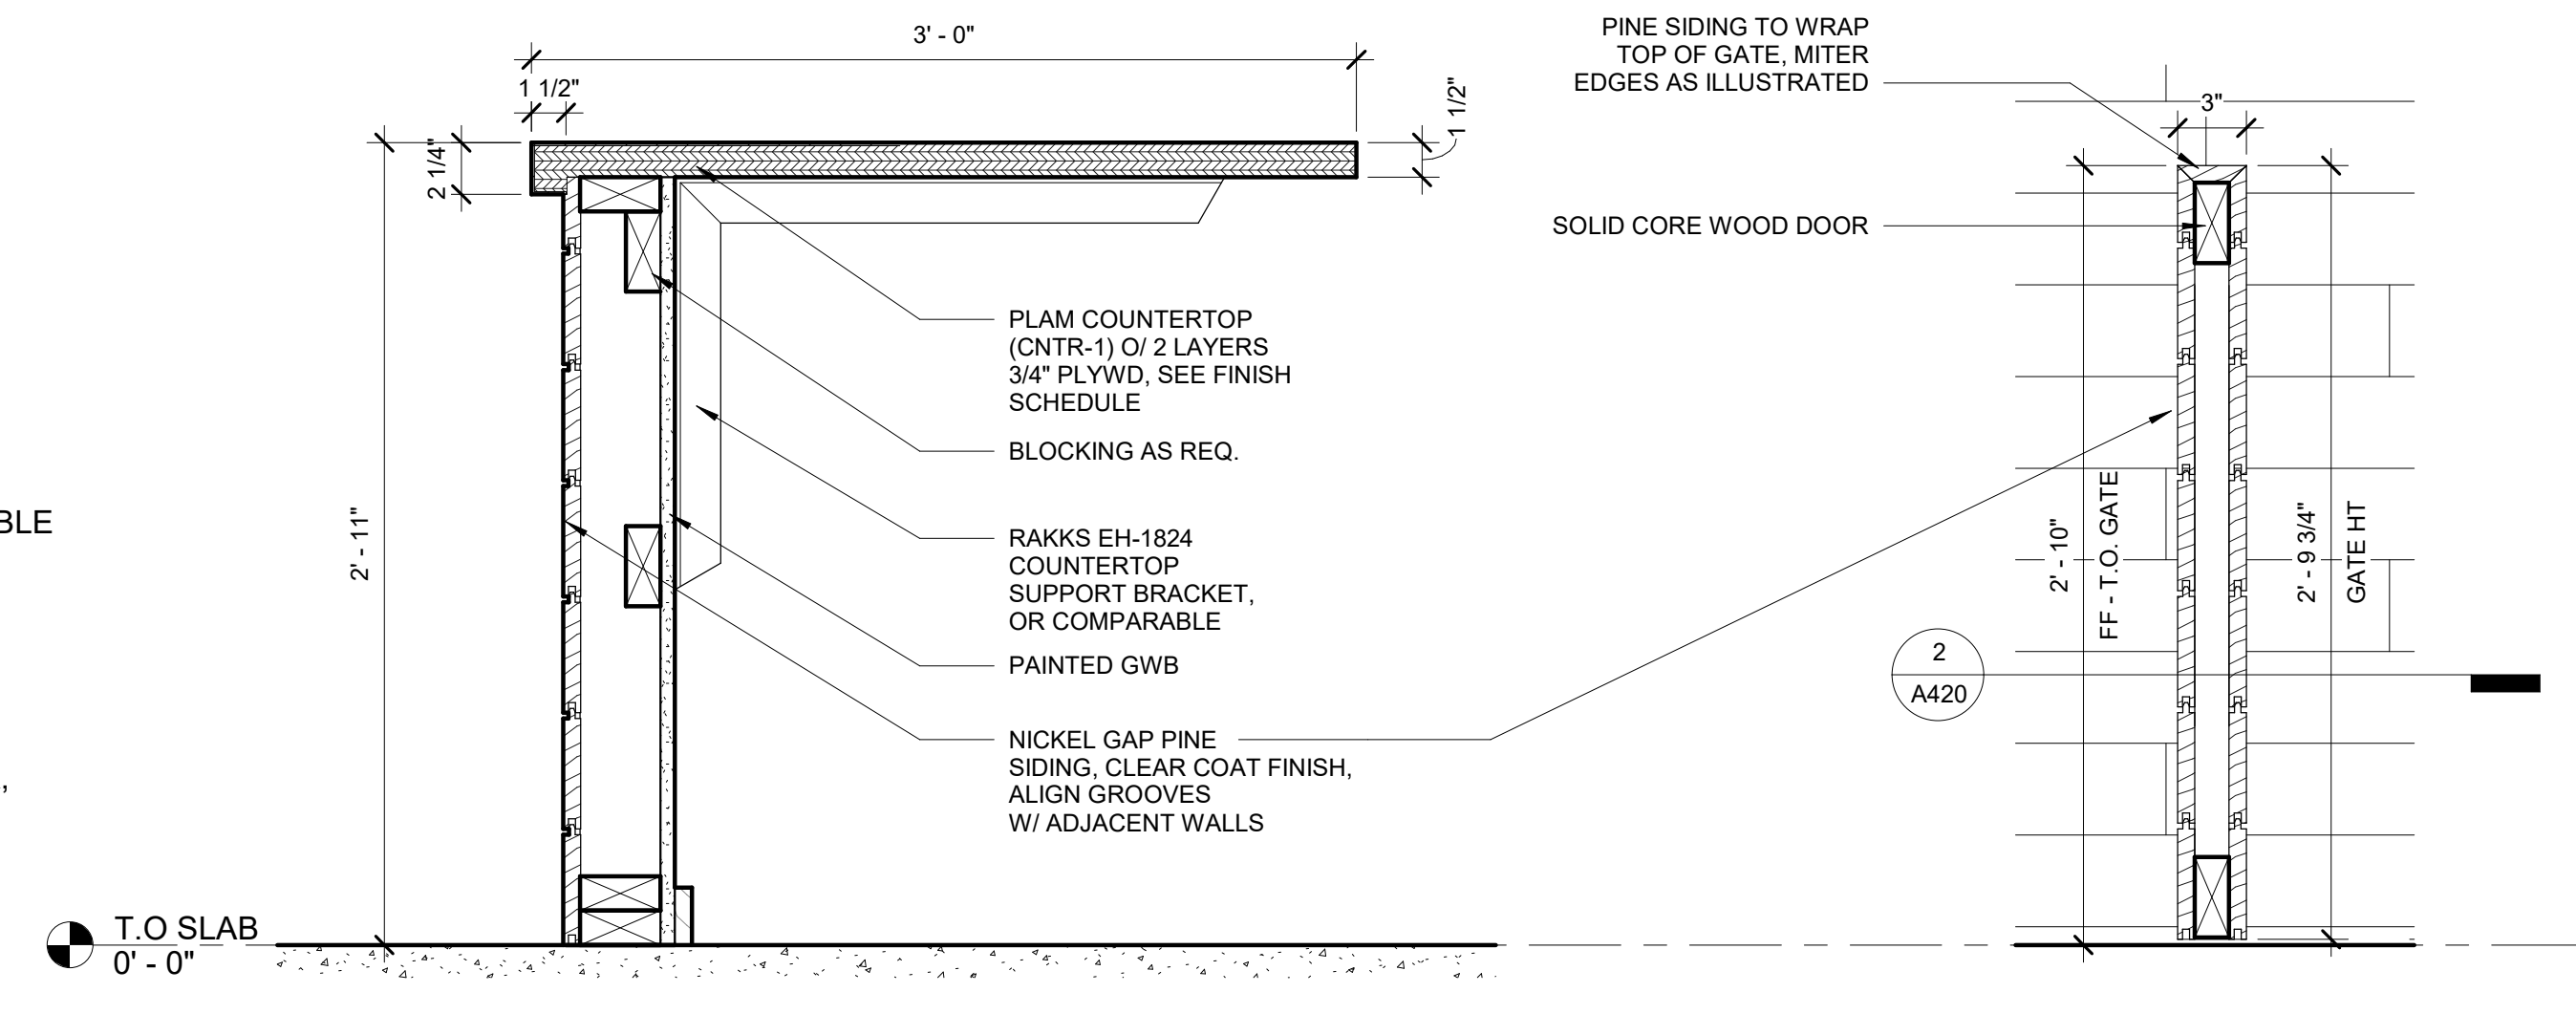 3' - 0"
1 1/2"
2 1/4"
1 1/2"
2' - 11"
BLE
,
T.O SLAB
0' - 0"
PLAM COUNTERTOP
(CNTR-1) O/ 2 LAYERS
3/4" PLYWD, SEE FINISH
SCHEDULE
BLOCKING AS REQ.
RAKKS EH-1824
COUNTERTOP
SUPPORT BRACKET,
OR COMPARABLE
PAINTED GWB
NICKEL GAP PINE
SIDING, CLEAR COAT FINISH,
ALIGN GROOVES
W/ ADJACENT WALLS
PINE SIDING TO WRAP
TOP OF GATE, MITER
EDGES AS ILLUSTRATED
SOLID CORE WOOD DOOR
3"
2' - 10"
FF - T.O. GATE
2' - 9 3/4"
GATE HT
2
A420